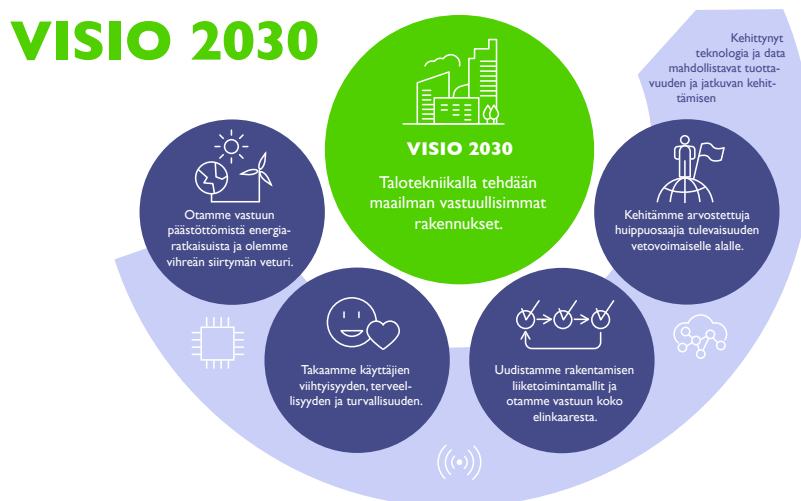 VISIO 2030
VISIO 2030
Talotekniikalla tehdään
maailman vastuullisimmat
rakennukset.
Kehittynyt
teknologia ja data
mahdollistavat tuotta-
vuuden ja jatkuvan kehit-
tämisen
Otamme vastuun
päästöttömistä energia-
ratkaisuista ja olemme
vihreän siirtymän veturi.
Takaamme käyttäjien
viihtyisyyden, terveel-
lisyyden ja turvallisuuden.
Uudistamme rakentamisen
liiketoimintamallit ja
otamme vastuun koko
elinkaaresta.
Kehitämme arvostettuja
huippuosaajia tulevaisuuden
vetovoimaiselle alalle.